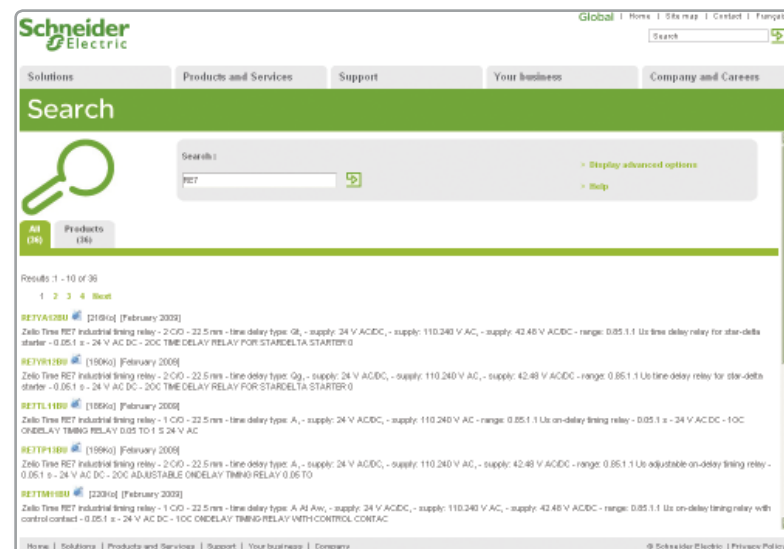 Global | Home | Site map | Contact | Françai
Schneider
Electric
Search
Solutions Products and Services Support Your business Company and Careers
Search
Search :
RE7
> Display advanced options
> Help
All (36) Products (36)
Results :1 - 10 of 36
1 2 3 4 Next
RE7YA12BU [216Ko] [February 2009]
Zelio Time RE7 industrial timing relay - 2 C/O - 22.5 mm - time delay type: Qt, - supply: 24 V AC/DC, - supply: 110.240 V AC, - supply: 42.48 V AC/DC - range: 0.85.1.1 Us time delay relay for star-delta
starter - 0.05.1 s - 24 V AC DC - 2OC TIME DELAY RELAY FOR STARDELTA STARTER 0
RE7YR12BU [190Ko] [February 2009]
Zelio Time RE7 industrial timing relay - 2 C/O - 22.5 mm - time delay type: Qg, - supply: 24 V AC/DC, - supply: 110.240 V AC, - supply: 42.48 V AC/DC - range: 0.85.1.1 Us time delay relay for star-delta
starter - 0.05.1 s - 24 V AC DC - 2OC TIME DELAY RELAY FOR STARDELTA STARTER 0
RE7TL11BU [186Ko] [February 2009]
Zelio Time RE7 industrial timing relay - 1 C/O - 22.5 mm - time delay type: A, - supply: 24 V AC/DC, - supply: 110.240 V AC - range: 0.85.1.1 Us on-delay timing relay - 0.05.1 s - 24 V AC DC - 1OC
ONDELAY TIMING RELAY 0.05 TO 1 S 24 V AC
RE7TP13BU [199Ko] [February 2009]
Zelio Time RE7 industrial timing relay - 2 C/O - 22.5 mm - time delay type: A, - supply: 24 V AC/DC, - supply: 110.240 V AC, - supply: 42.48 V AC/DC - range: 0.85.1.1 Us adjustable on-delay timing relay -
0.05.1 s - 24 V AC DC - 2OC ADJUSTABLE ONDELAY TIMING RELAY 0.05 TO
RE7TM11BU [220Ko] [February 2009]
Zelio Time RE7 industrial timing relay - 1 C/O - 22.5 mm - time delay type: A At Aw, - supply: 24 V AC/DC, - supply: 110.240 V AC, - supply: 42.48 V AC/DC - range: 0.85.1.1 Us on-delay timing relay with
control contact - 0.05.1 s - 24 V AC DC - 1OC ONDELAY TIMING RELAY WITH CONTROL CONTAC
Home | Solutions | Products and Services | Support | Your business | Company © Schneider Electric | Privacy Policy